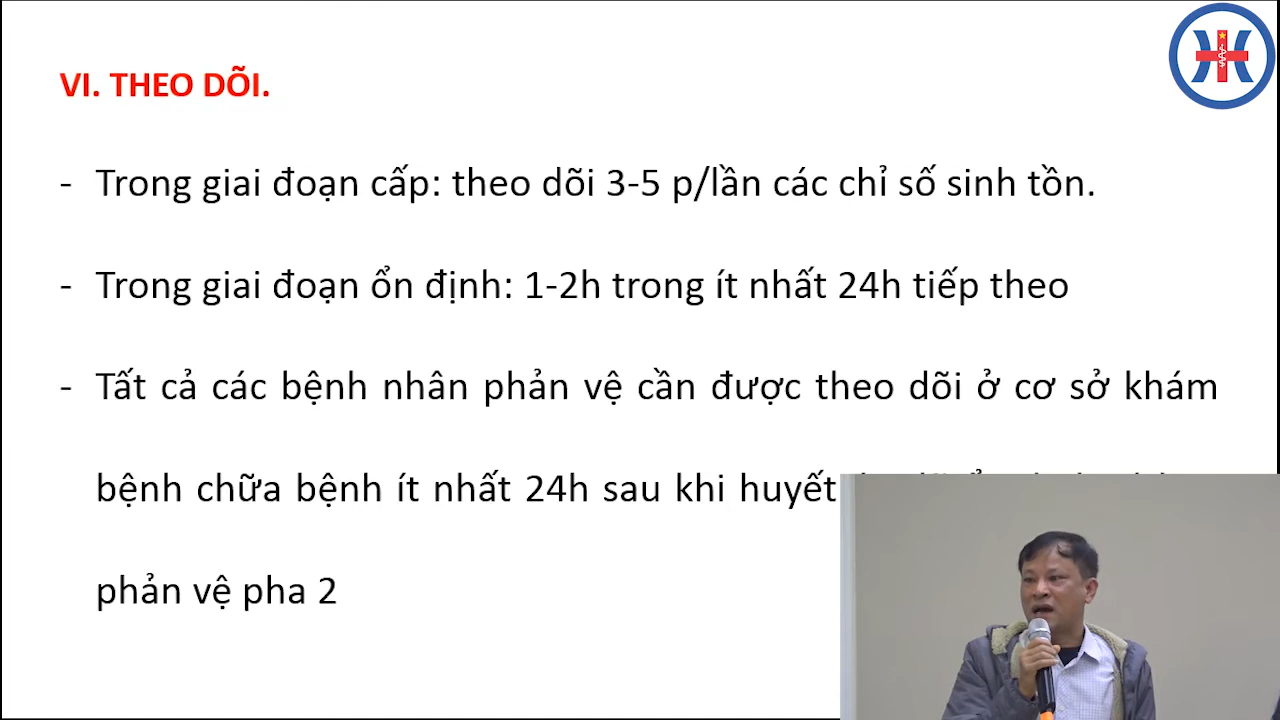 VI. THEO DÕI.
- Trong giai đoạn cấp: theo dõi 3-5 p/lần các chỉ số sinh tồn.
- Trong giai đoạn ổn định: 1-2h trong ít nhất 24h tiếp theo
- Tất cả các bệnh nhân phản vệ cần được theo dõi ở cơ sở khám
bệnh chữa bệnh ít nhất 24h sau khi huyết
phản vệ pha 2